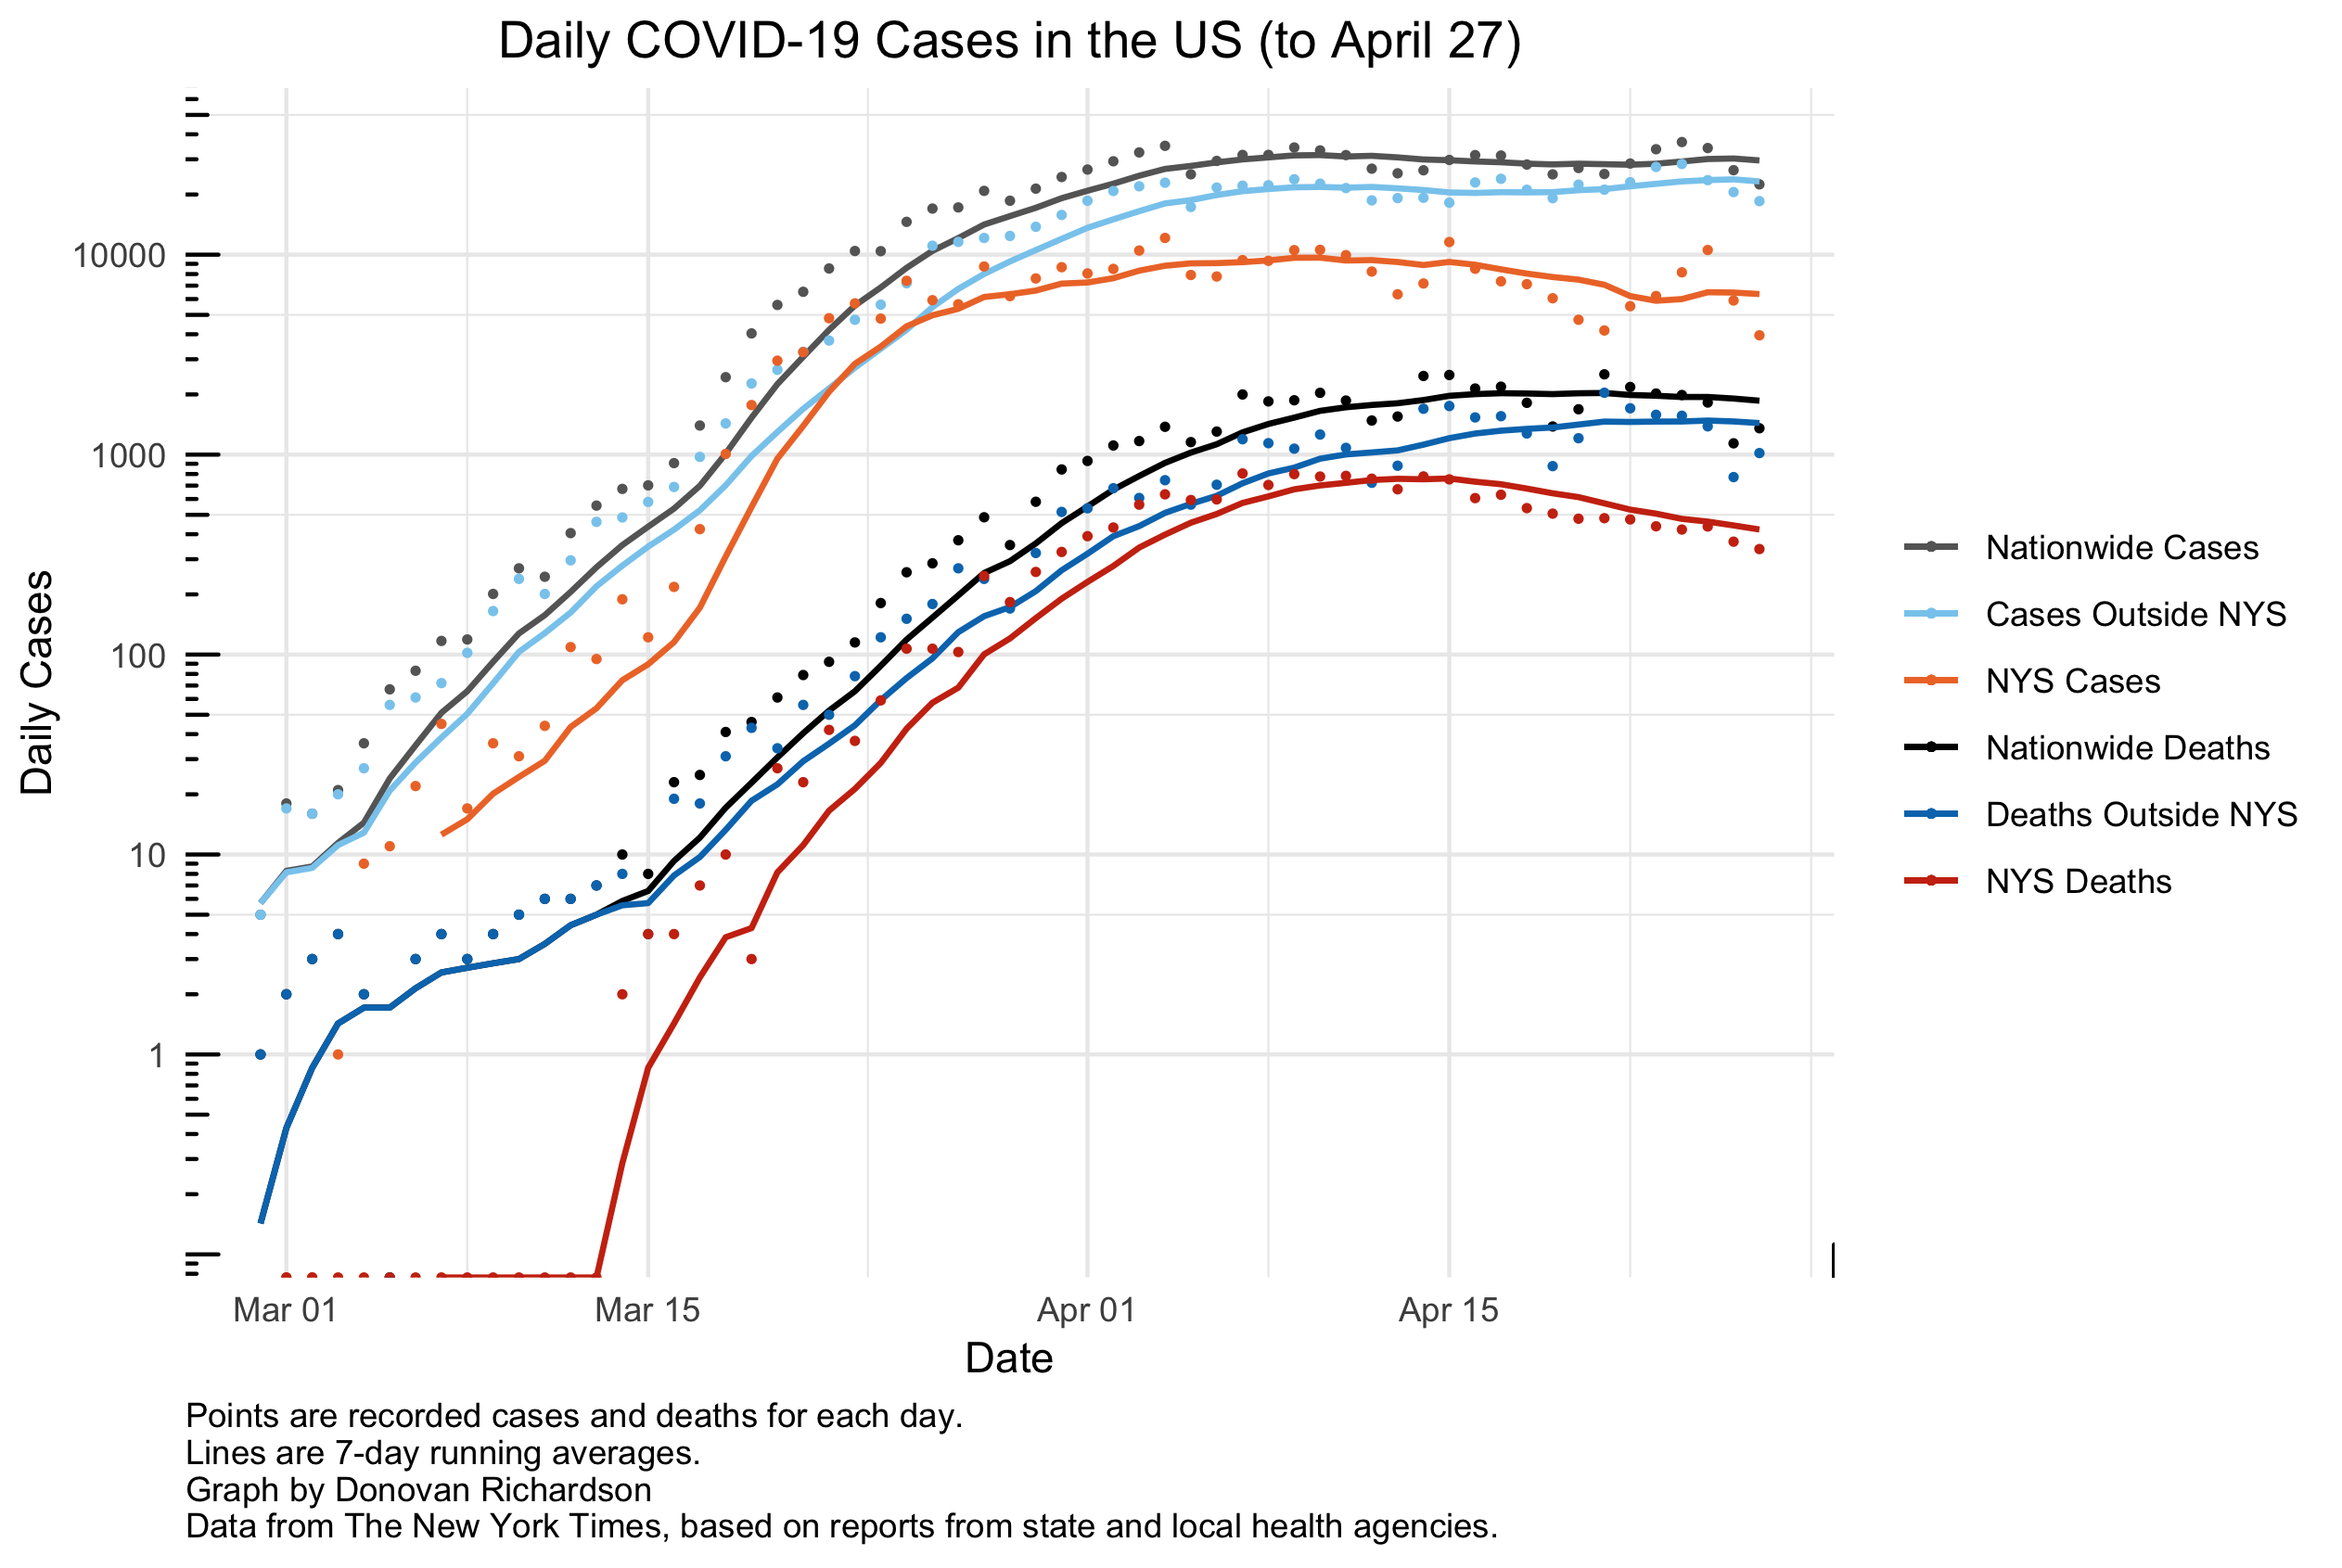 Daily COVID-19 Cases in the US (to April 27)
Daily Cases
10000
1000
100
10
1
Mar 01
Mar 15
Apr 01
Apr 15
Date
Nationwide Cases
Cases Outside NYS
NYS Cases
Nationwide Deaths
Deaths Outside NYS
NYS Deaths
Points are recorded cases and deaths for each day.
Lines are 7-day running averages.
Graph by Donovan Richardson
Data from The New York Times, based on reports from state and local health agencies.